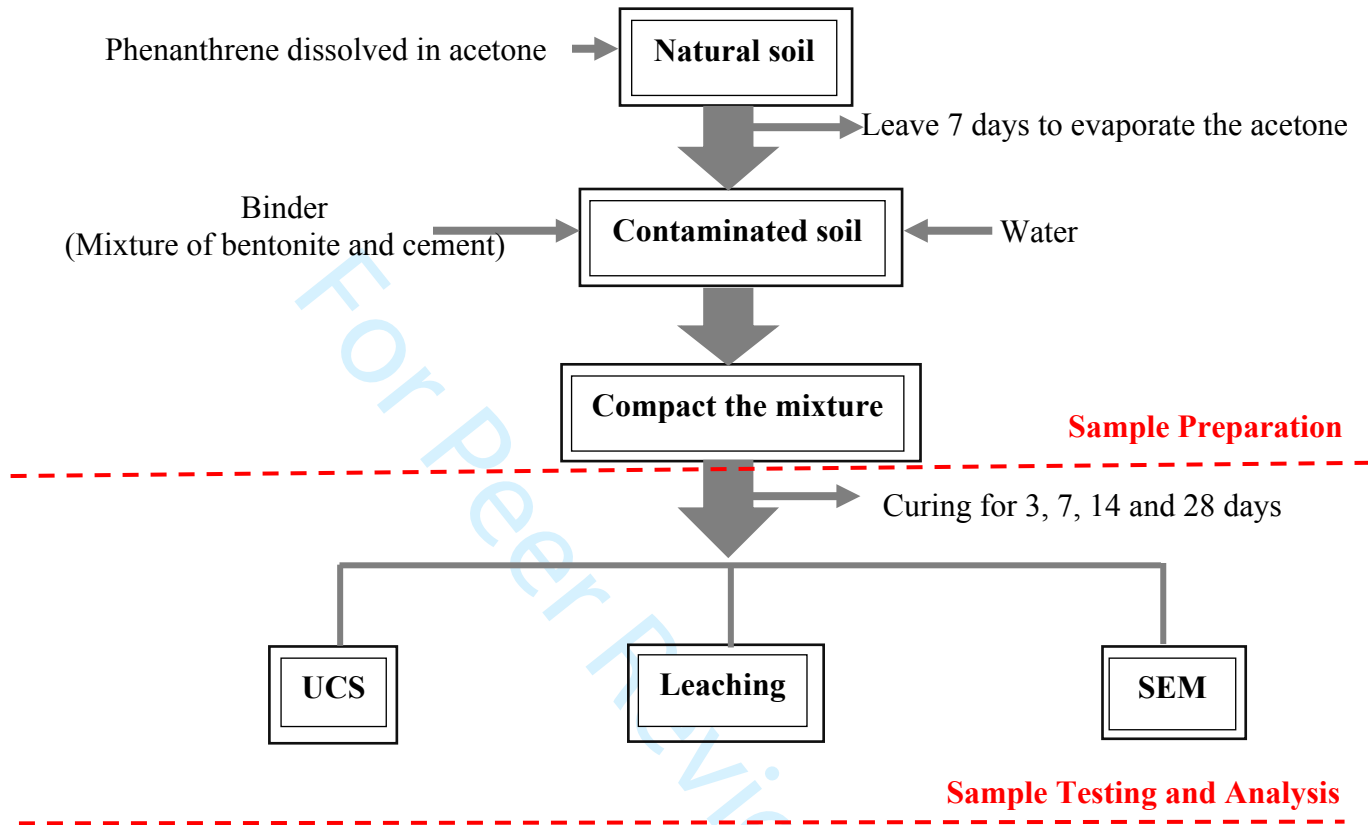 Phenanthrene dissolved in acetone
Natural soil
Leave 7 days to evaporate the acetone
Binder
(Mixture of bentonite and cement)
Contaminated soil
Water
Compact the mixture
Sample Preparation
Curing for 3, 7, 14 and 28 days
UCS
Leaching
SEM
Sample Testing and Analysis
For Peer Review